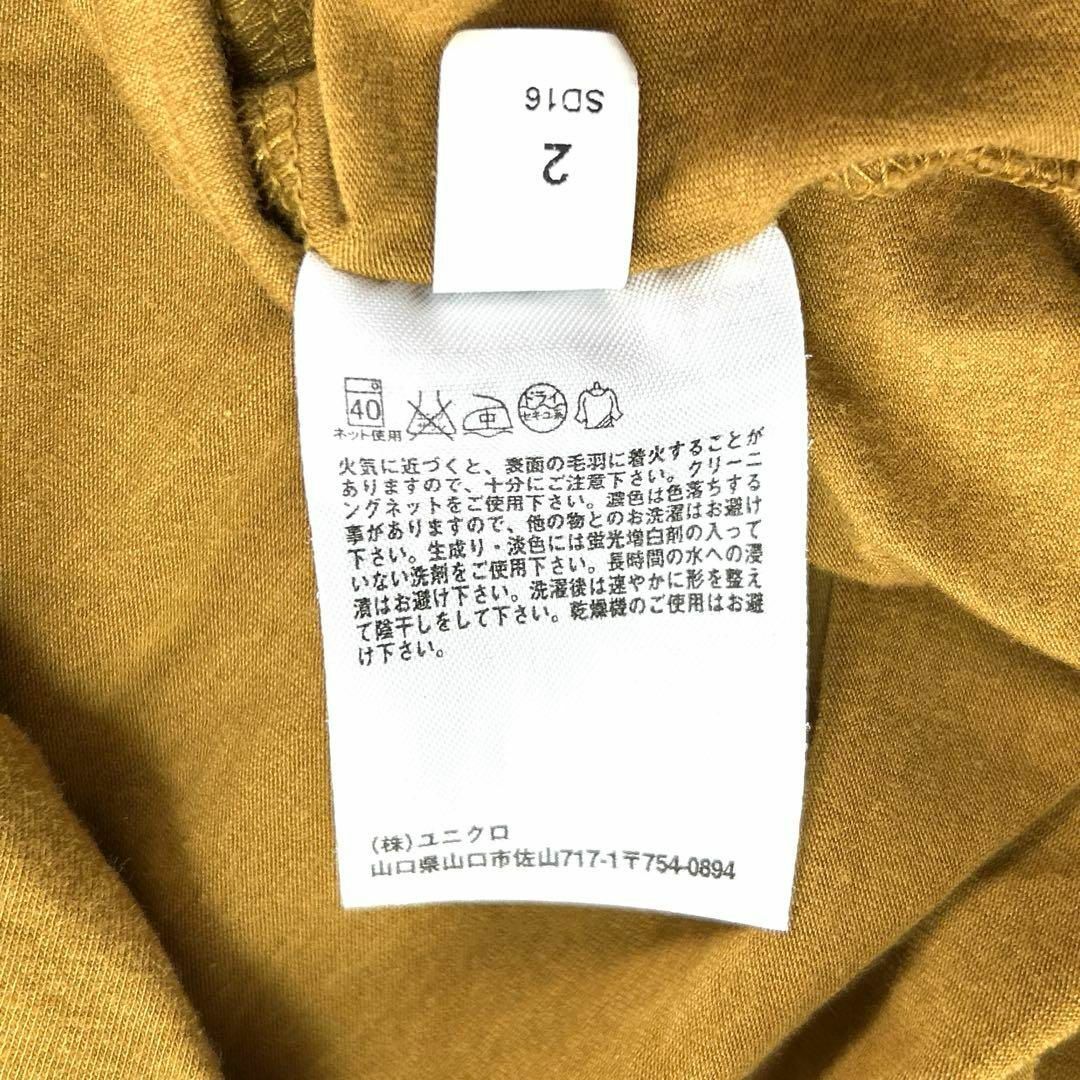 SD16
2
40
ネット使用
中
ドライ
セキユ系
火気に近づくと、表面の毛羽に着火することが
ありますので、十分にご注意下さい。クリーニ
ングネットをご使用下さい。濃色は色落ちする
事がありますので、他の物とのお洗濯はお避け
下さい。生成り・淡色には蛍光増白剤の入って
いない洗剤をご使用下さい。長時間の水への浸
漬はお避け下さい。洗濯後は速やかに形を整え
て陰干しをして下さい。乾燥機のご使用はお避
け下さい。
(株)ユニクロ
山口県山口市佐山717-1〒754-0894